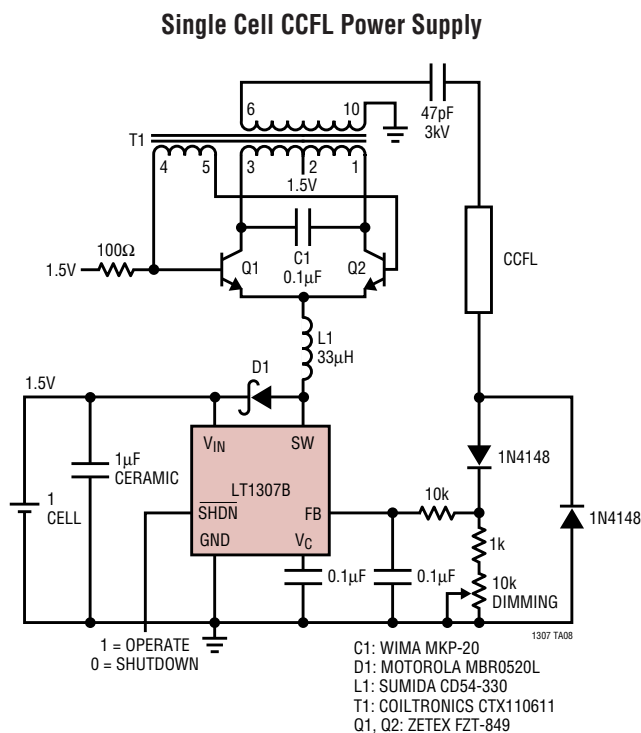 Single Cell CCFL Power Supply
6
10
47pF
3kV
T1
4
5
3
2
1
1.5V
100Ω
1.5V
Q1
C1
0.1µF
Q2
CCFL
L1
33µH
D1
1.5V
VIN
SW
1µF
CERAMIC
LT1307B
1N4148
10k
1N4148
1
CELL
SHDN
FB
GND
VC
1k
0.1µF
0.1µF
10k
DIMMING
1307 TA08
1 = OPERATE
0 = SHUTDOWN
C1: WIMA MKP-20
D1: MOTOROLA MBR0520L
L1: SUMIDA CD54-330
T1: COILTRONICS CTX110611
Q1, Q2: ZETEX FZT-849